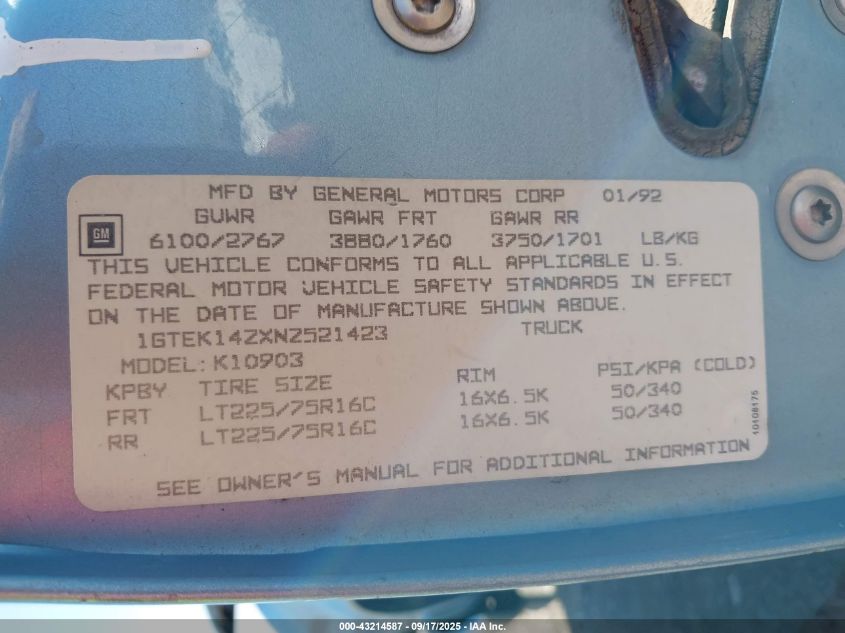 MFD BY GENERAL MOTORS CORP 01/92
GVWR GAWR FRT GAWR RR
GM
6100/2767 3880/1760 3750/1701 LB/KG
THIS VEHICLE CONFORMS TO ALL APPLICABLE U.S.
FEDERAL MOTOR VEHICLE SAFETY STANDARDS IN EFFECT
ON THE DATE OF MANUFACTURE SHOWN ABOVE.
1GTEK14ZXNZ521423 TRUCK
MODEL: K10903
KPBY TIRE SIZE RIM PSI/KPA (COLD)
FRT LT225/75R16C 16X6.5K 50/340
RR LT225/75R16C 16X6.5K 50/340
10108175
SEE OWNER'S MANUAL FOR ADDITIONAL INFORMATION
000-43214587 - 09/17/2025 - IAA Inc.